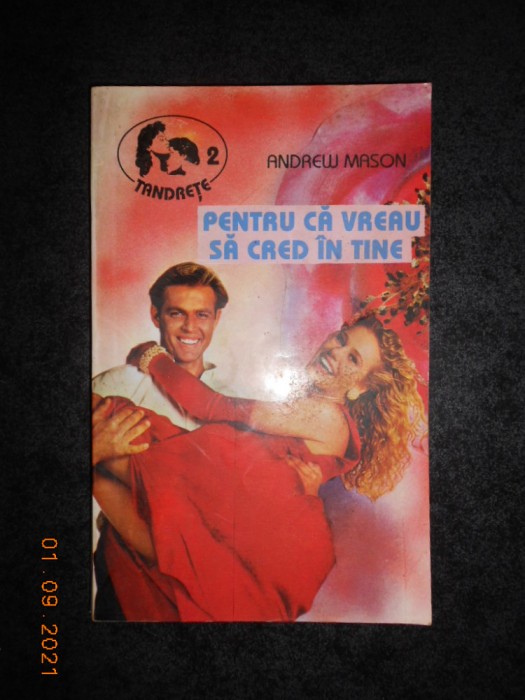 2
TANDREȚE
ANDREW MASON
PENTRU CĂ VREAU
SĂ CRED ÎN TINE
01.09.2021